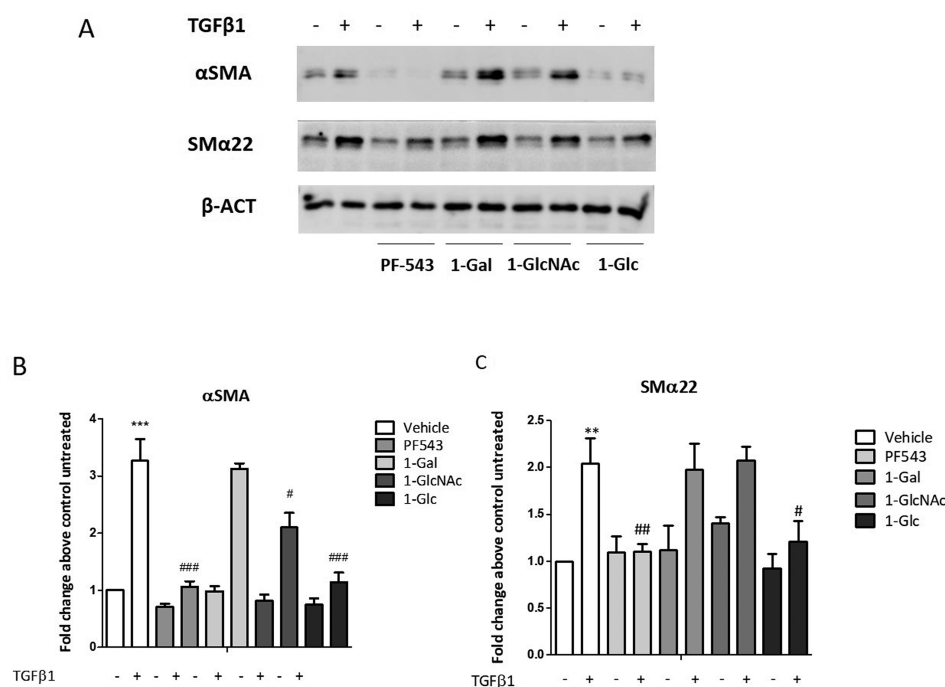 A
TGFβ1 - + - + - + - + - +
αSMA
SMα22
β-ACT
PF-543 1-Gal 1-GlcNAc 1-Glc
B
αSMA
Fold change above control untreated
4
3
2
1
0
***
###
#
###
Vehicle
PF543
1-Gal
1-GlcNAc
1-Glc
TGFβ1 - + - + - + - +
C
SMα22
Fold change above control untreated
2.5
2.0
1.5
1.0
0.5
0.0
**
##
#
Vehicle
PF543
1-Gal
1-GlcNAc
1-Glc
TGFβ1 - + - + - + - + - +